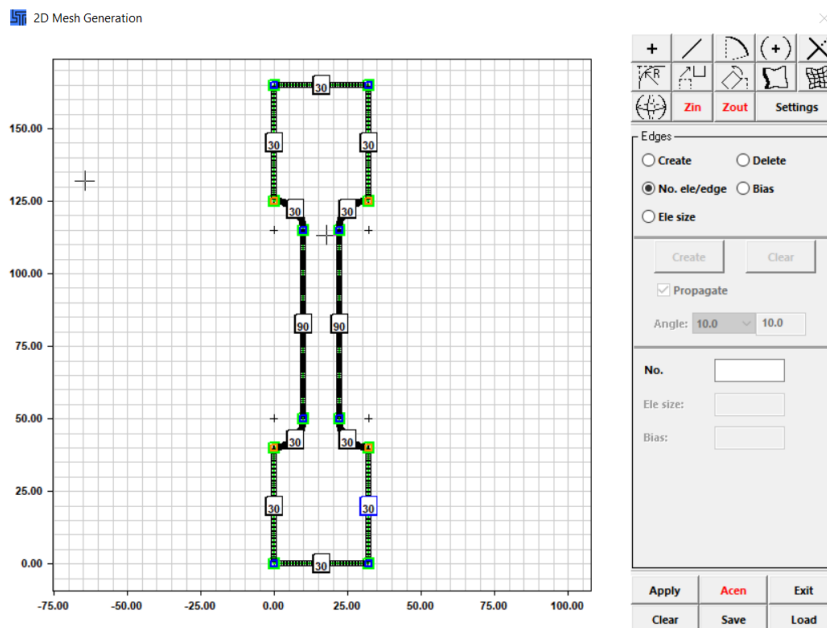 2D Mesh Generation
30
150.00
30
30
125.00
30
30
100.00
90
90
75.00
50.00
30
30
25.00
30
30
0.00
30
-75.00 -50.00 -25.00 0.00 25.00 50.00 75.00 100.00
R
Zin Zout Settings
Edges
Create Delete
No. ele/edge Bias
Ele size
Create Clear
Propagate
Angle: 10.0 10.0
No.
Ele size:
Bias:
Apply Acen Exit
Clear Save Load